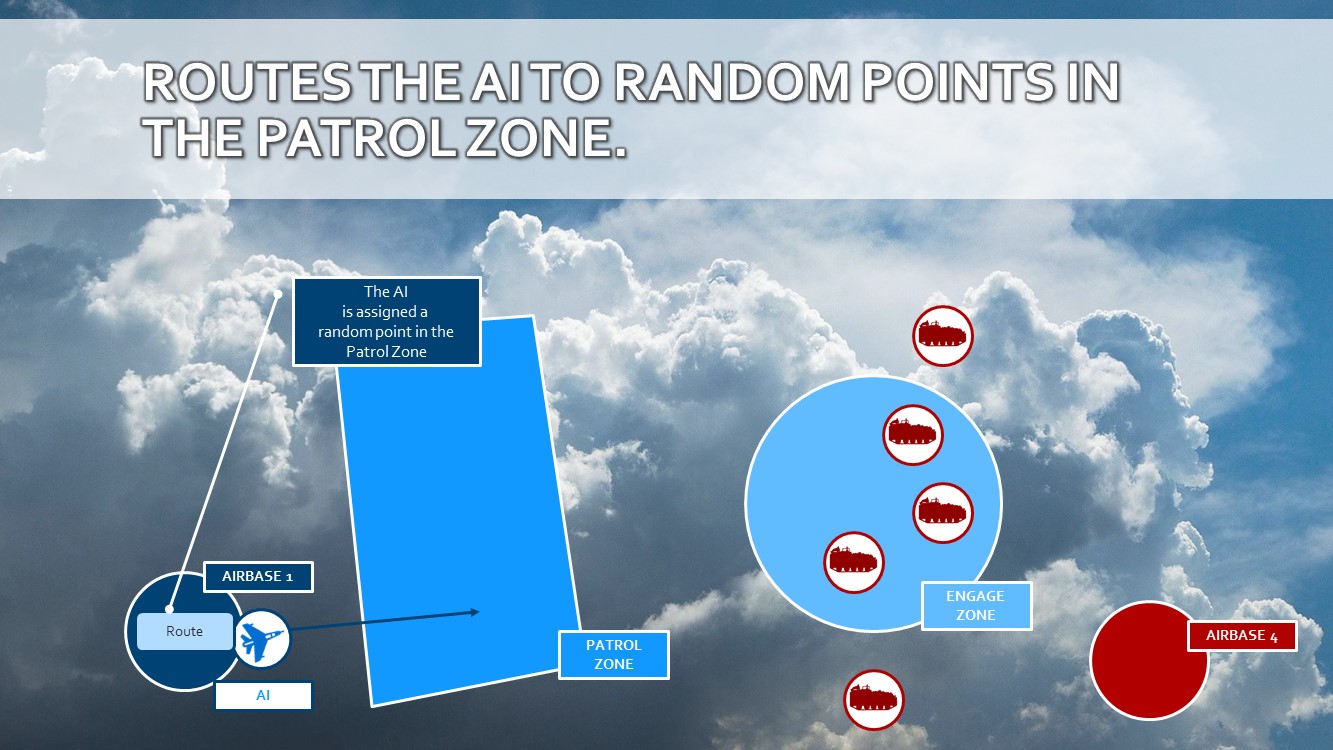 ROUTES THE AI TO RANDOM POINTS IN
THE PATROL ZONE.
The AI
is assigned a
random point in the
Patrol Zone
AIRBASE 1
Route
AI
PATROL
ZONE
ENGAGE
ZONE
AIRBASE 4